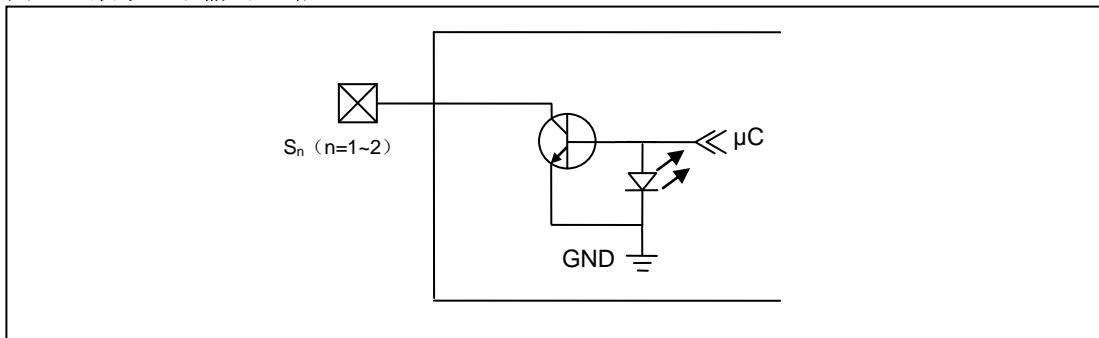 μC
Sₙ（n=1~2）
GND